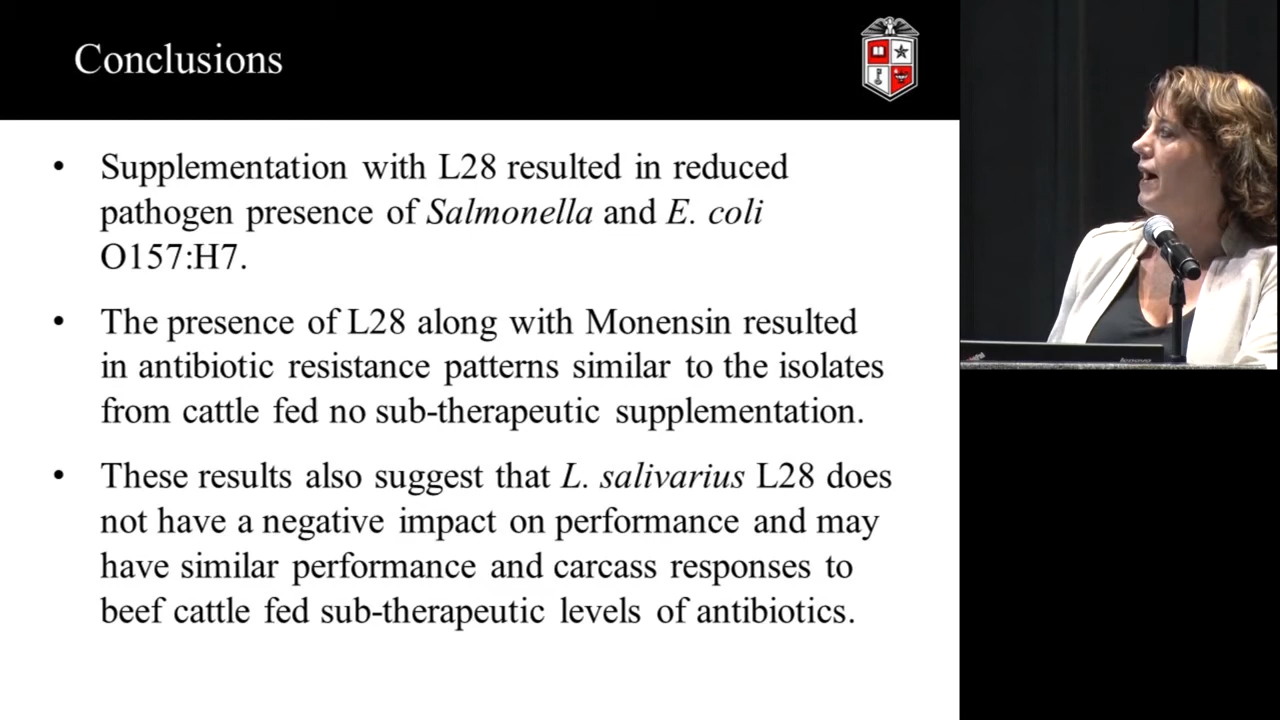 Conclusions
• Supplementation with L28 resulted in reduced
pathogen presence of Salmonella and E. coli
O157:H7.
• The presence of L28 along with Monensin resulted
in antibiotic resistance patterns similar to the isolates
from cattle fed no sub-therapeutic supplementation.
• These results also suggest that L. salivarius L28 does
not have a negative impact on performance and may
have similar performance and carcass responses to
beef cattle fed sub-therapeutic levels of antibiotics.